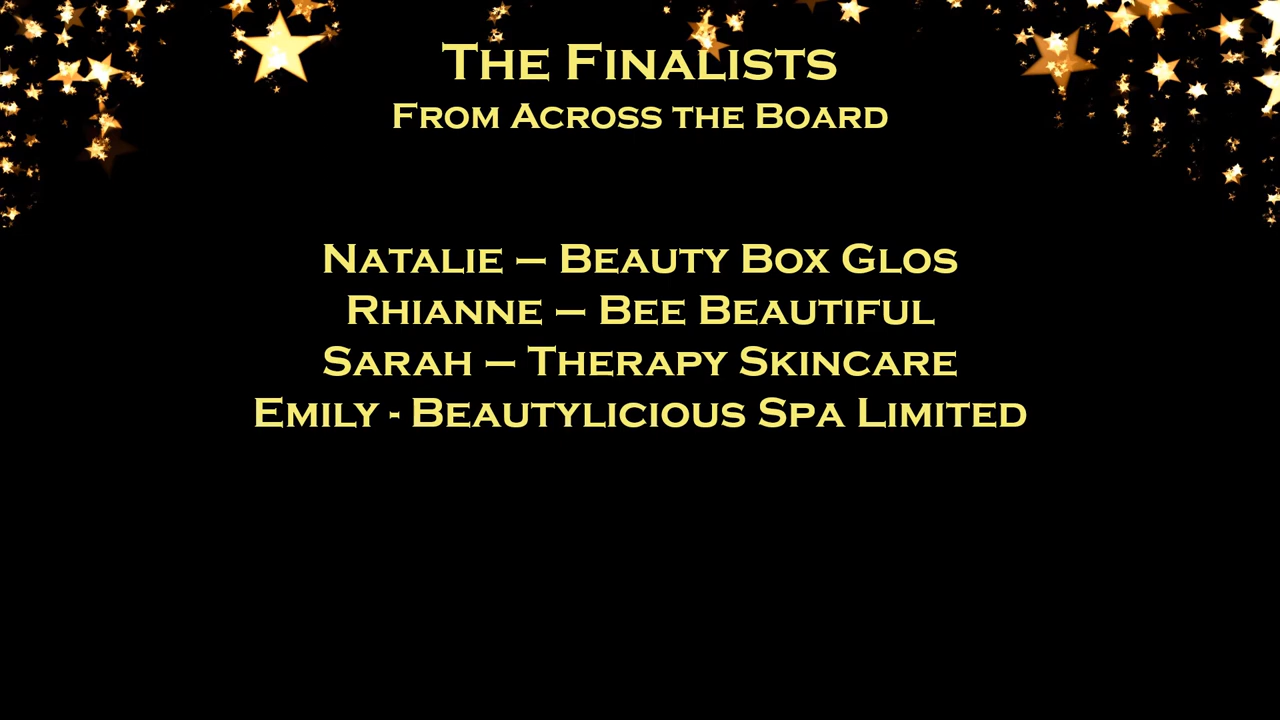 The Finalists
From Across the Board
Natalie – Beauty Box Glos
Rhianne – Bee Beautiful
Sarah – Therapy Skincare
Emily - Beautylicious Spa Limited